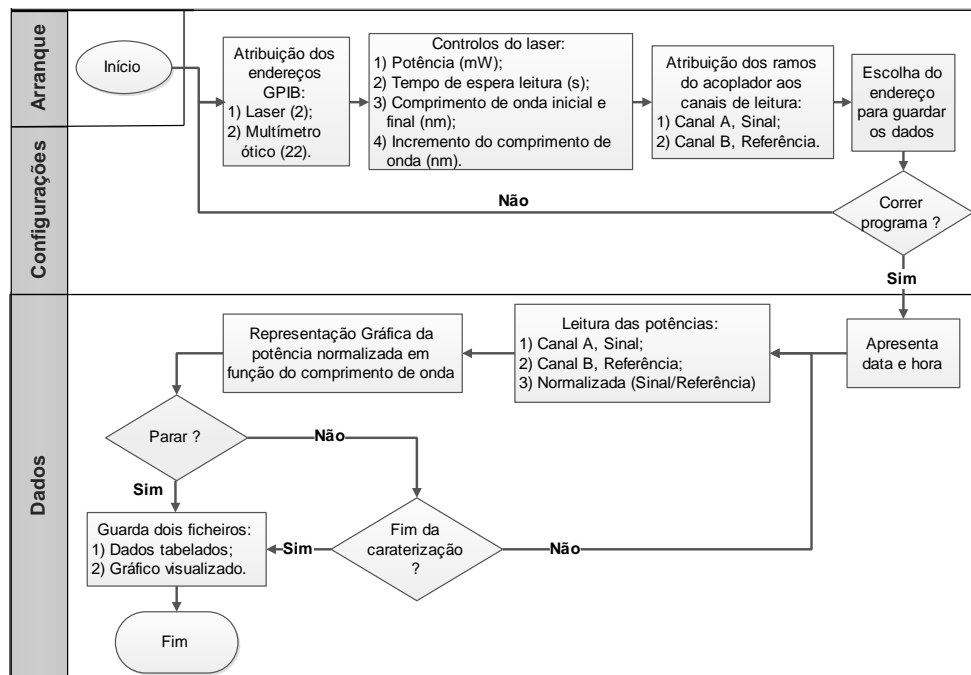 Arranque
Início
Atribuição dos
endereços
GPIB:
1) Laser (2);
2) Multímetro
ótico (22).
Controlos do laser:
1) Potência (mW);
2) Tempo de espera leitura (s);
3) Comprimento de onda inicial e
final (nm);
4) Incremento do comprimento de
onda (nm).
Atribuição dos ramos
do acoplador aos
canais de leitura:
1) Canal A, Sinal;
2) Canal B, Referência.
Escolha do
endereço
para guardar
os dados
Configurações
Não
Correr
programa ?
Sim
Dados
Apresenta
data e hora
Leitura das potências:
1) Canal A, Sinal;
2) Canal B, Referência;
3) Normalizada (Sinal/Referência)
Representação Gráfica da
potência normalizada em
função do comprimento de onda
Parar ?
Não
Sim
Fim da
caraterização
?
Não
Sim
Guarda dois ficheiros:
1) Dados tabelados;
2) Gráfico visualizado.
Fim